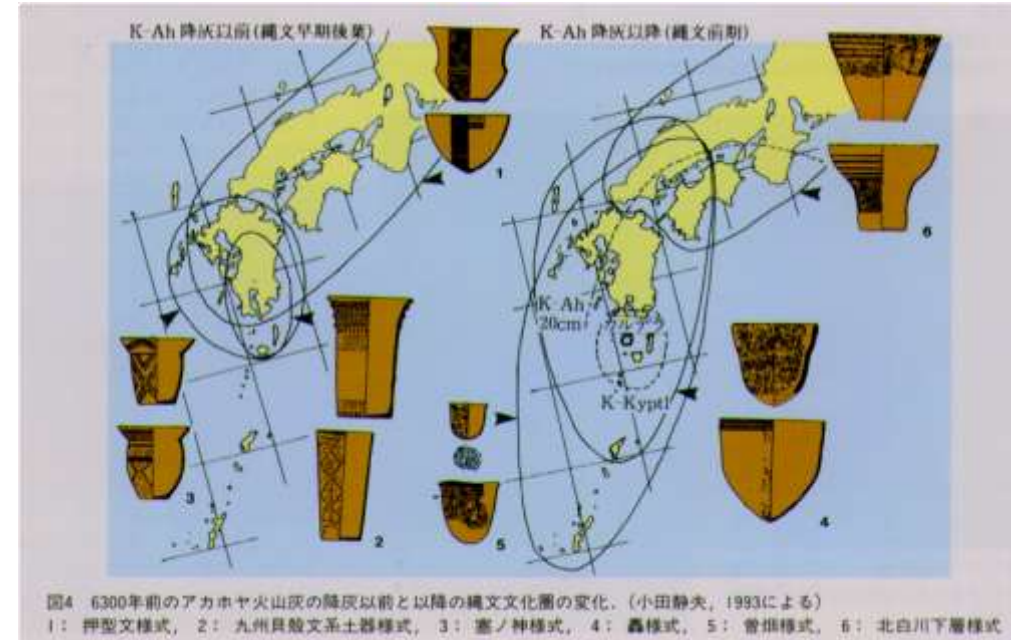 K-Ah 降灰以前(縄文早期後葉)
K-Ah 降灰以降(縄文前期)
1
6
K-Ah
20cm
カルデラ
K-Kyptl
3
2
5
4
図4 6300年前のアカホヤ火山灰の降灰以前と以降の縄文文化圏の変化.(小田静夫, 1993による)
1: 押型文様式, 2: 九州貝殻文系土器様式, 3: 塞ノ神様式, 4: 轟様式, 5: 曾畑様式, 6: 北白川下層様式